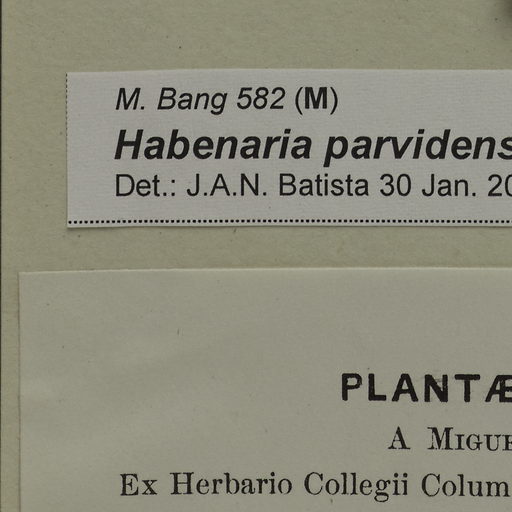 M. Bang 582 (M)
Habenaria parvidens
Det.: J.A.N. Batista 30 Jan. 20
PLANTÆ
A MIGUE
Ex Herbario Collegii Colum